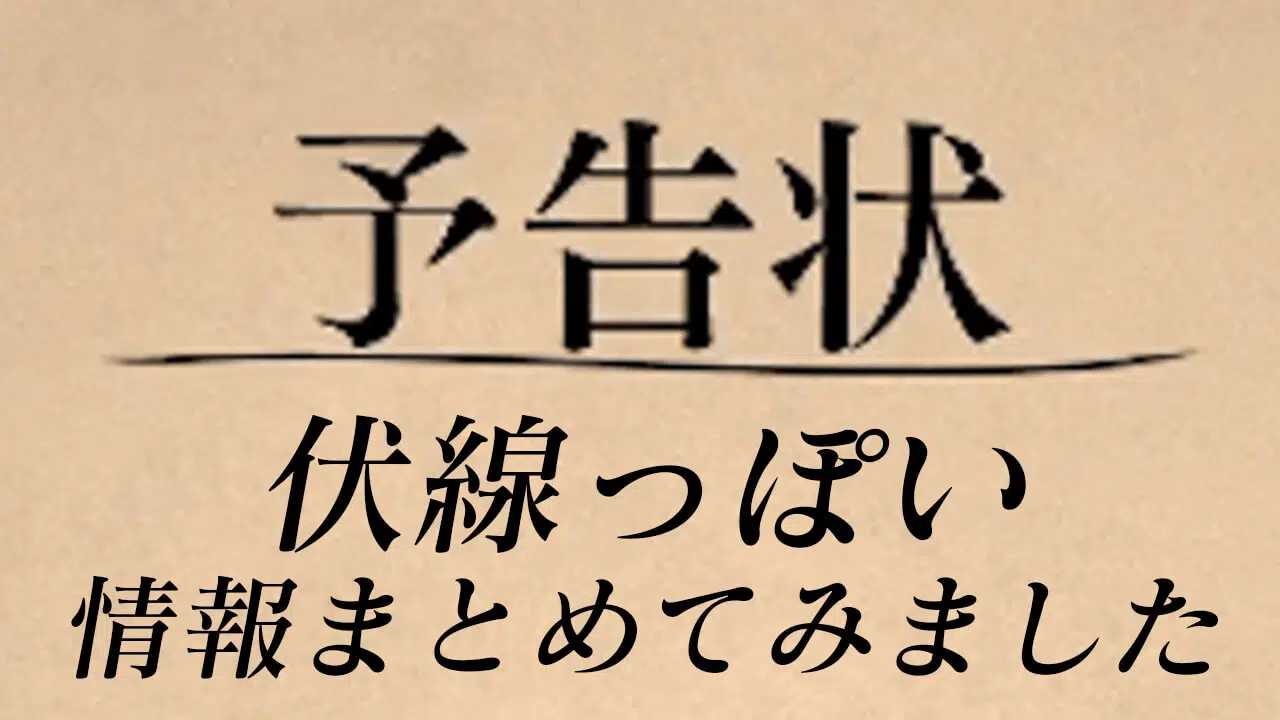 予告状
伏線っぽい
情報まとめてみました